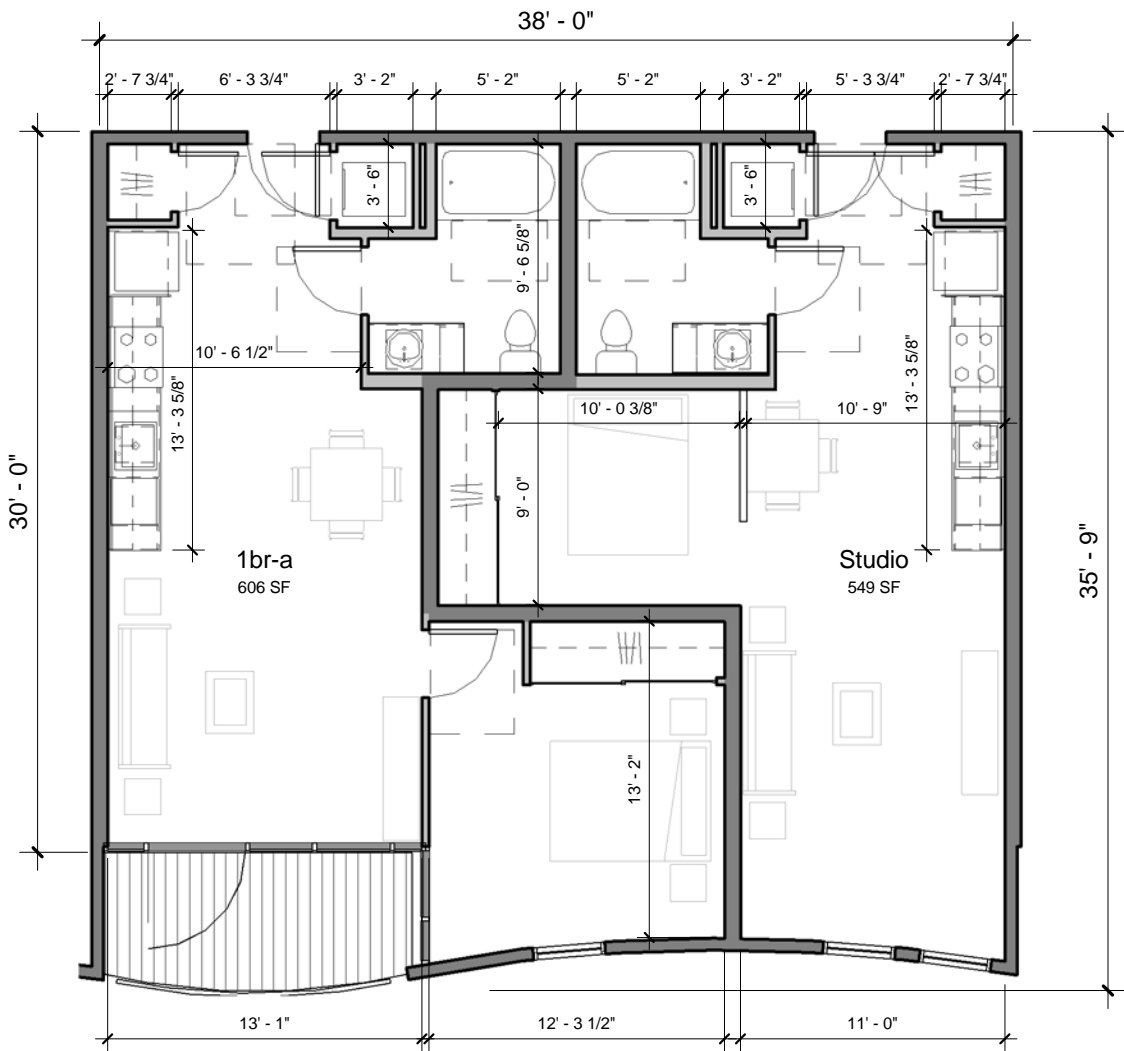 38' - 0"
2' - 7 3/4"
6' - 3 3/4"
3' - 2"
5' - 2"
5' - 2"
3' - 2"
5' - 3 3/4"
2' - 7 3/4"
3' - 6"
3' - 6"
9' - 6 5/8"
10' - 6 1/2"
13' - 3 5/8"
13' - 3 5/8"
10' - 0 3/8"
10' - 9"
30' - 0"
9' - 0"
35' - 9"
1br-a
606 SF
Studio
549 SF
13' - 2"
13' - 1"
12' - 3 1/2"
11' - 0"